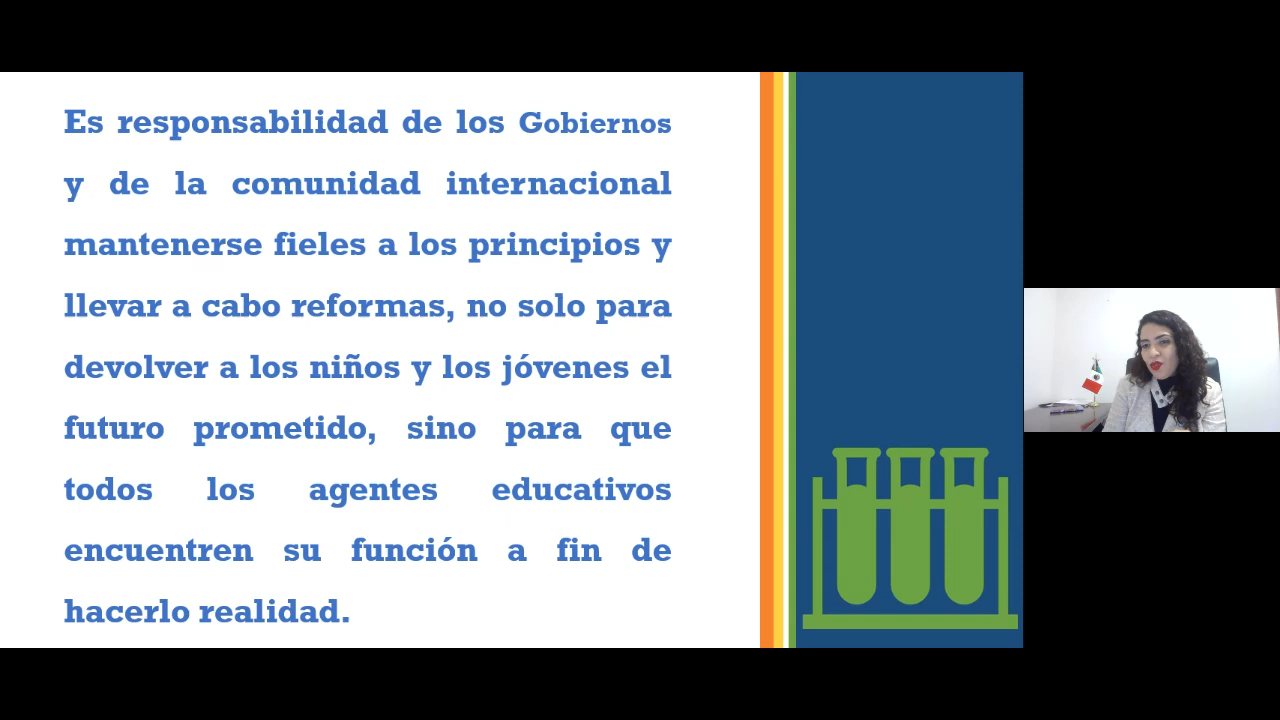 Es responsabilidad de los Gobiernos
y de la comunidad internacional
mantenerse fieles a los principios y
llevar a cabo reformas, no solo para
devolver a los niños y los jóvenes el
futuro prometido, sino para que
todos los agentes educativos
encuentren su función a fin de
hacerlo realidad.